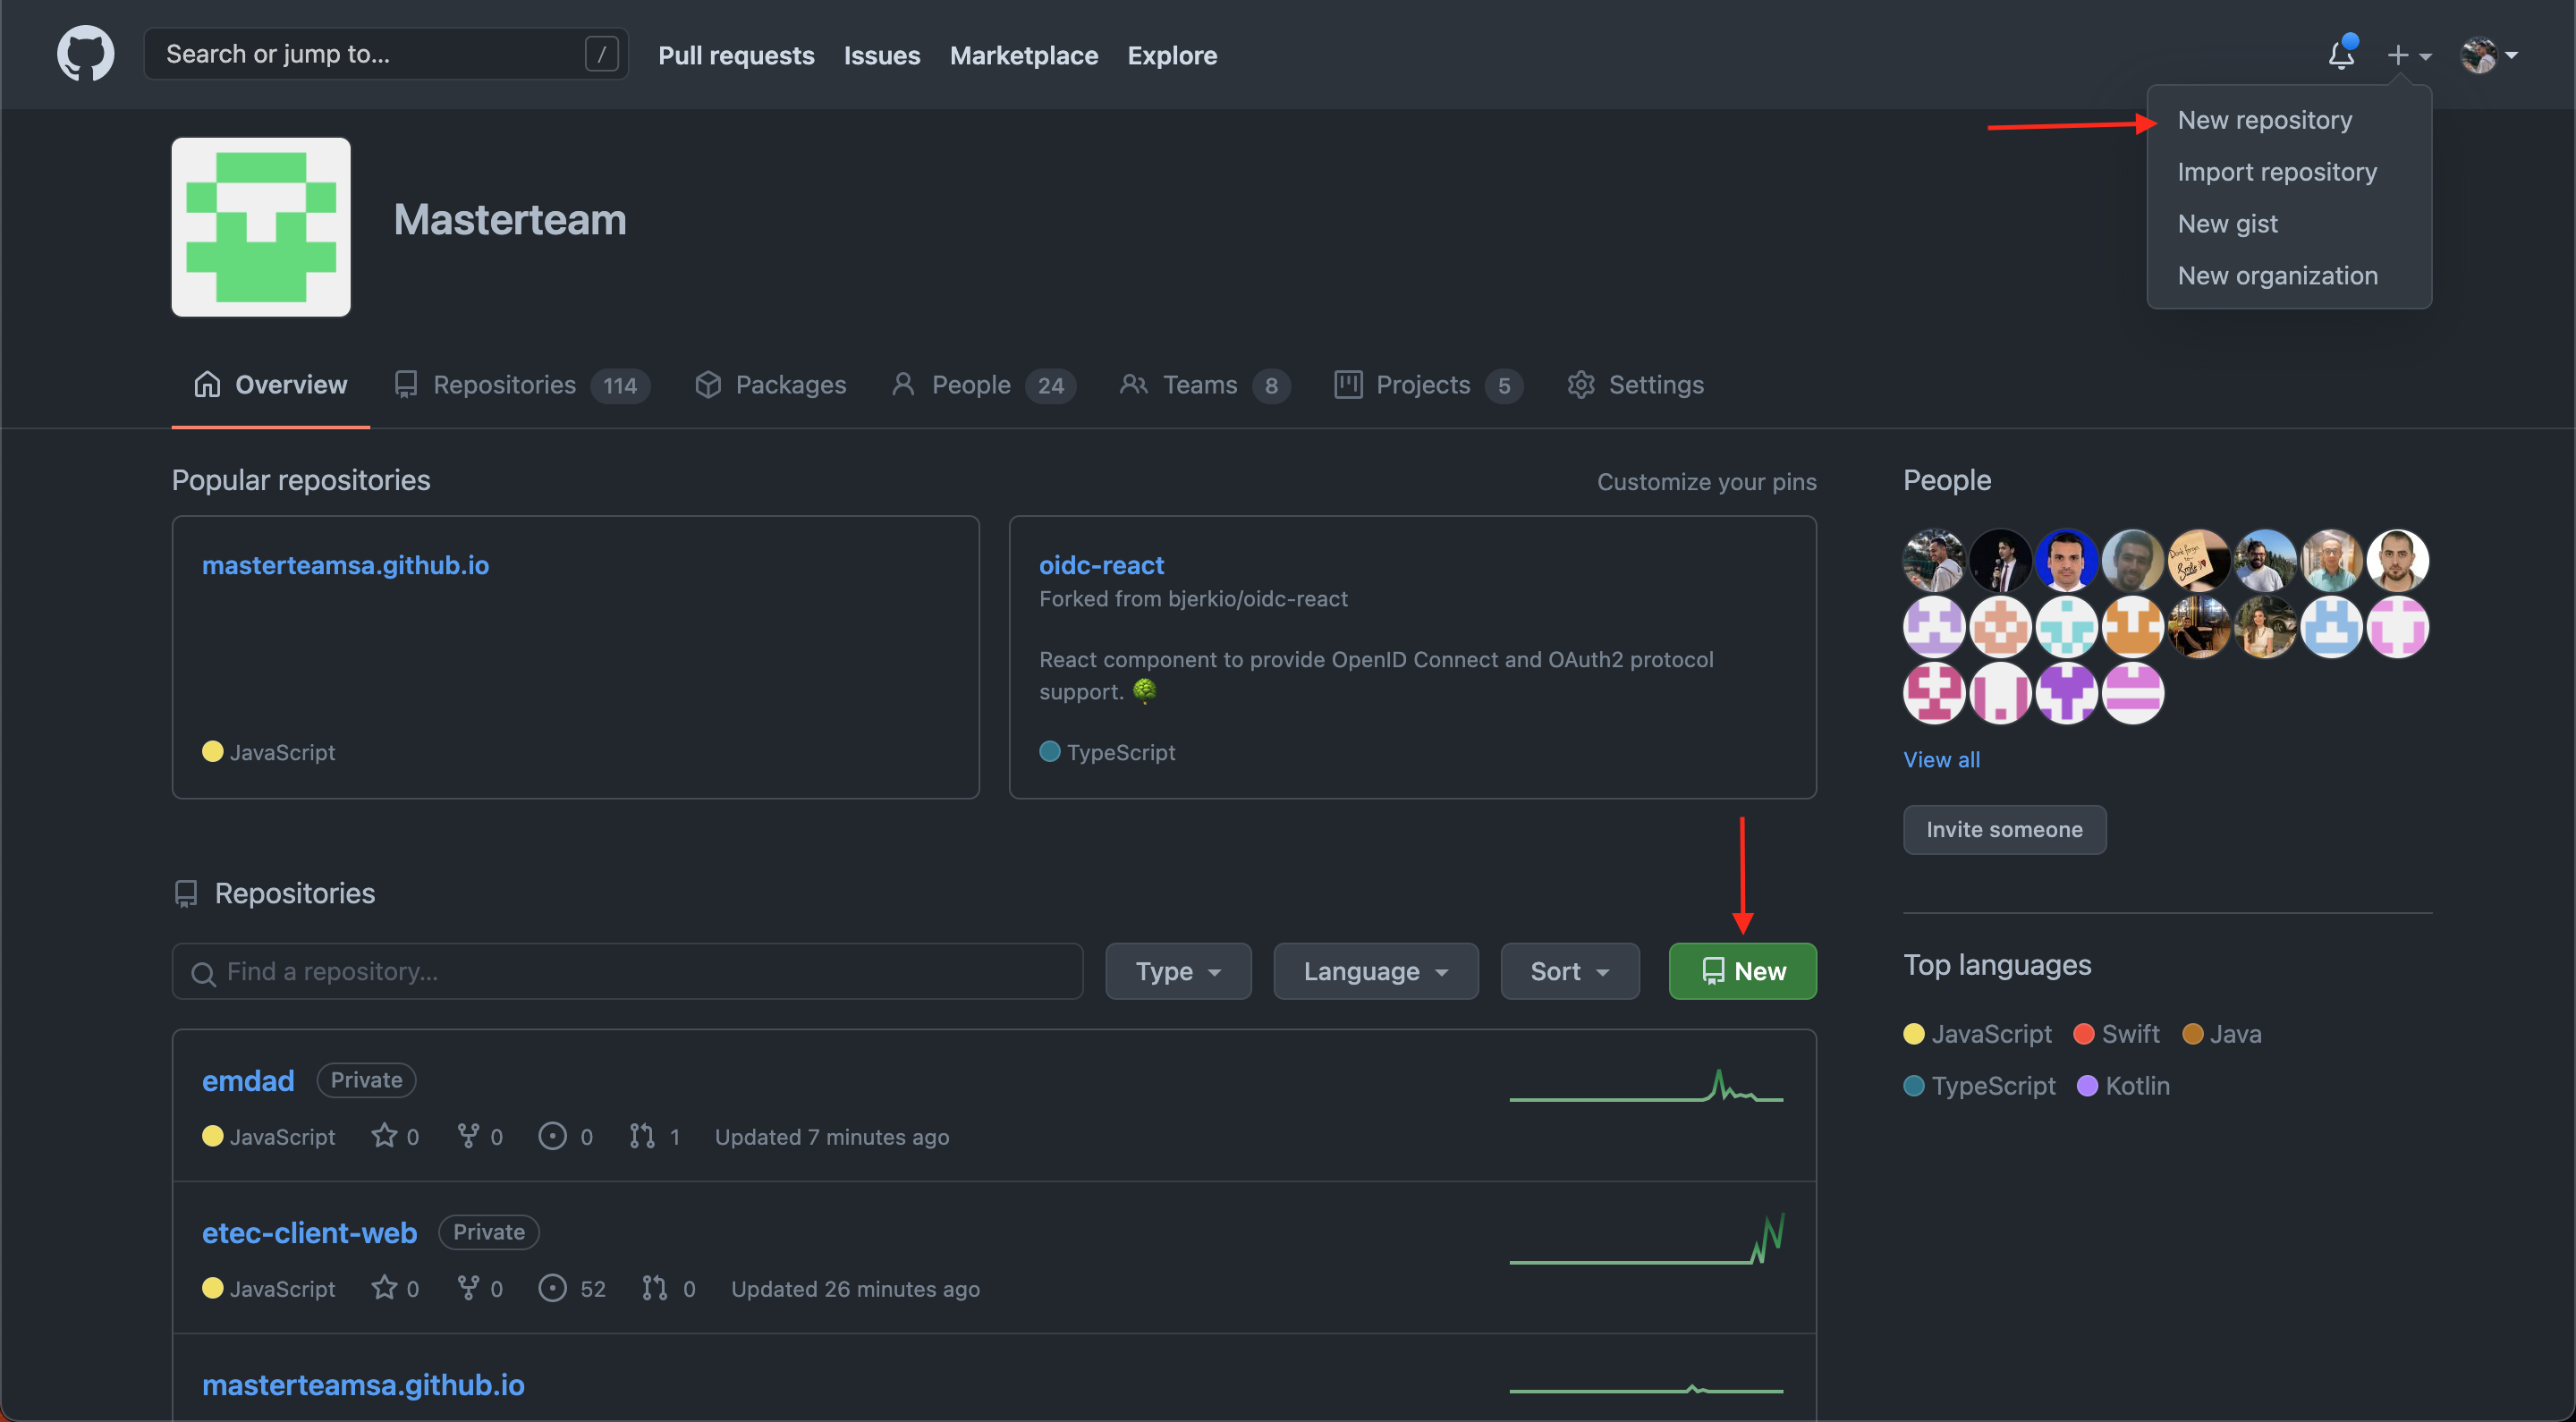 Search or jump to... / Pull requests Issues Marketplace Explore
New repository
Import repository
New gist
New organization
Masterteam
Overview Repositories 114 Packages People 24 Teams 8 Projects 5 Settings
Popular repositories Customize your pins
masterteamsa.github.io
JavaScript
oidc-react
Forked from bjerkio/oidc-react
React component to provide OpenID Connect and OAuth2 protocol
support.
TypeScript
People
View all
Invite someone
Repositories
Find a repository... Type Language Sort New
emdad Private
JavaScript 0 0 0 1 Updated 7 minutes ago
etec-client-web Private
JavaScript 0 0 52 0 Updated 26 minutes ago
masterteamsa.github.io
Top languages
JavaScript Swift Java
TypeScript Kotlin